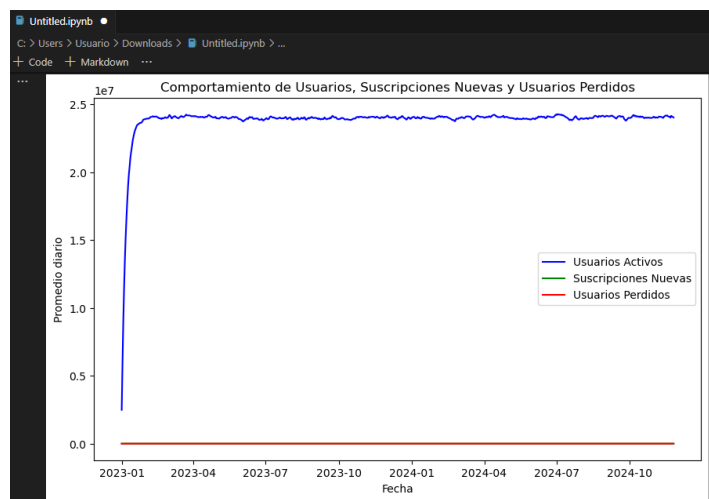 Untitled.ipynb
C: > Users > Usuario > Downloads > Untitled.ipynb > ...
+ Code + Markdown ...
...
Comportamiento de Usuarios, Suscripciones Nuevas y Usuarios Perdidos
1e7
2.5
2.0
1.5
1.0
0.5
0.0
Promedio diario
Usuarios Activos
Suscripciones Nuevas
Usuarios Perdidos
2023-01 2023-04 2023-07 2023-10 2024-01 2024-04 2024-07 2024-10
Fecha